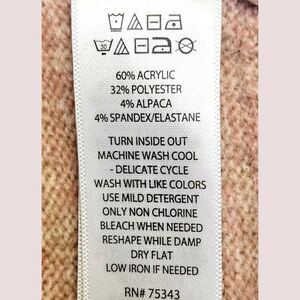 60% ACRYLIC
32% POLYESTER
4% ALPACA
4% SPANDEX/ELASTANE
TURN INSIDE OUT
MACHINE WASH COOL
- DELICATE CYCLE
WASH WITH LIKE COLORS
USE MILD DETERGENT
ONLY NON CHLORINE
BLEACH WHEN NEEDED
RESHAPE WHILE DAMP
DRY FLAT
LOW IRON IF NEEDED
RN# 75343